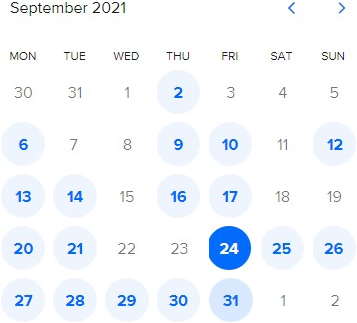 September 2021
MON TUE WED THU FRI SAT SUN
30 31 1 2 3 4 5
6 7 8 9 10 11 12
13 14 15 16 17 18 19
20 21 22 23 24 25 26
27 28 29 30 31 1 2